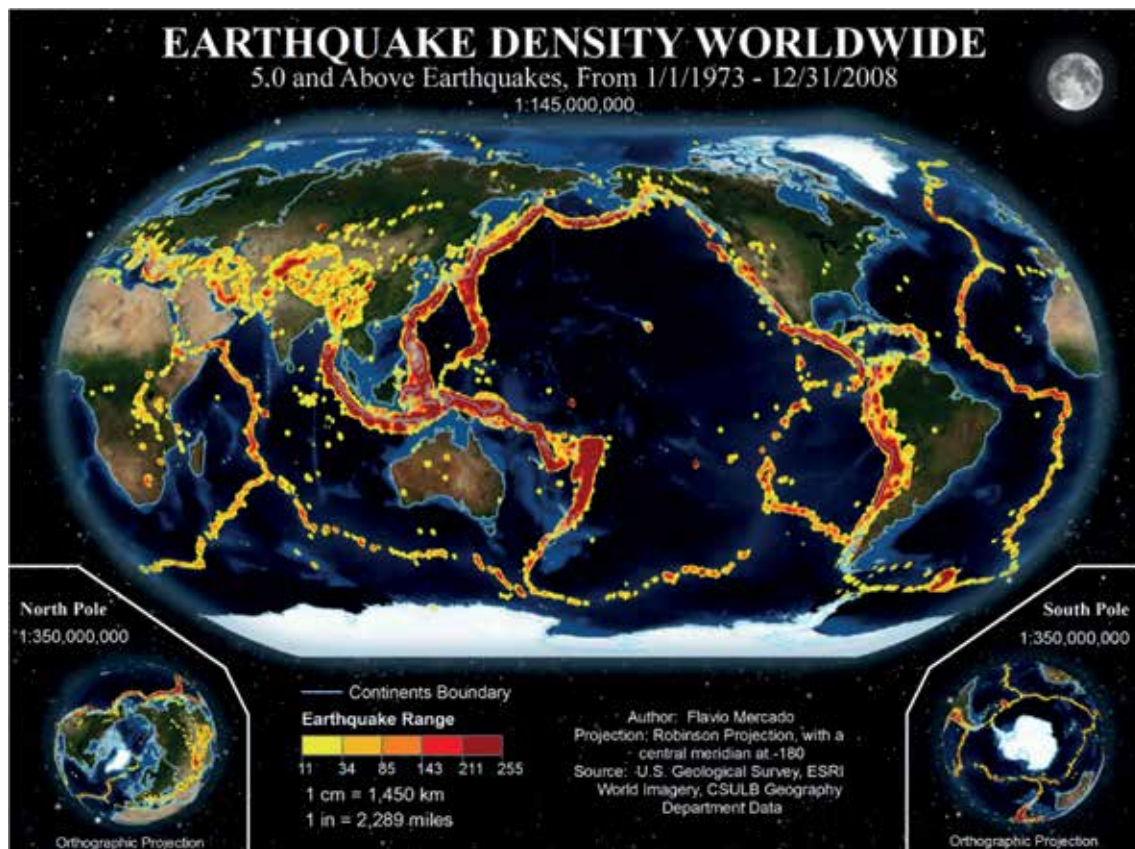 EARTHQUAKE DENSITY WORLDWIDE
5.0 and Above Earthquakes, From 1/1/1973 - 12/31/2008
1:145,000,000
North Pole
1:350,000,000
Orthographic Projection
Continents Boundary
Earthquake Range
11 34 85 143 211 255
1 cm = 1,450 km
1 in = 2,289 miles
Author: Flavio Mercado
Projection: Robinson Projection, with a
central meridian at -180
Source: U.S. Geological Survey, ESRI
World Imagery, CSULB Geography
Department Data
South Pole
1:350,000,000
Orthographic Projection